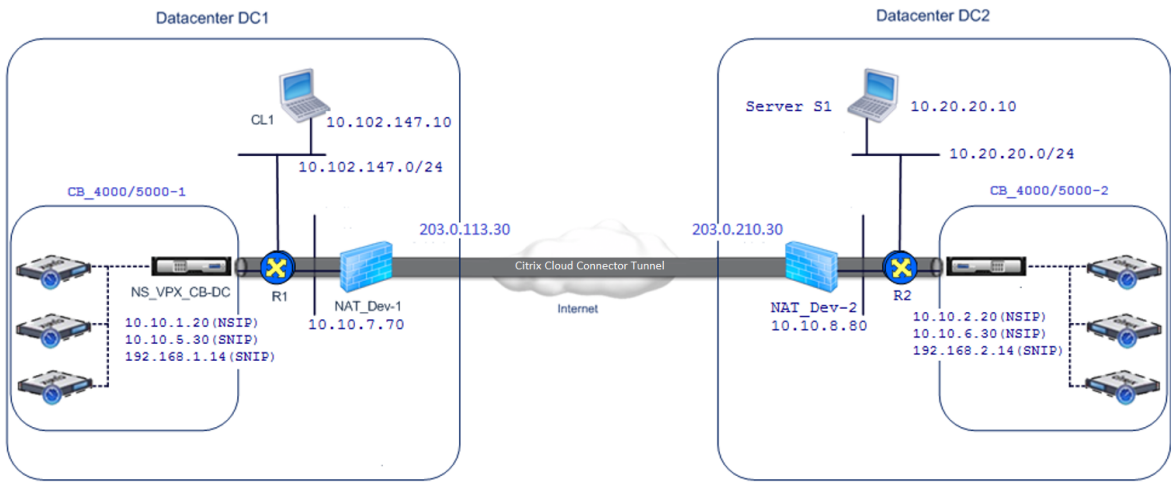 Datacenter DC1
Datacenter DC2
CL1
10.102.147.10
10.102.147.0/24
Server S1
10.20.20.10
10.20.20.0/24
CB_4000/5000-1
CB_4000/5000-2
203.0.113.30
203.0.210.30
Citrix Cloud Connector Tunnel
Internet
NS_VPX_CB-DC
R1
NAT_Dev-1
10.10.7.70
NAT_Dev-2
10.10.8.80
R2
10.10.1.20(NSIP)
10.10.5.30(SNIP)
192.168.1.14(SNIP)
10.10.2.20(NSIP)
10.10.6.30(NSIP)
192.168.2.14(SNIP)